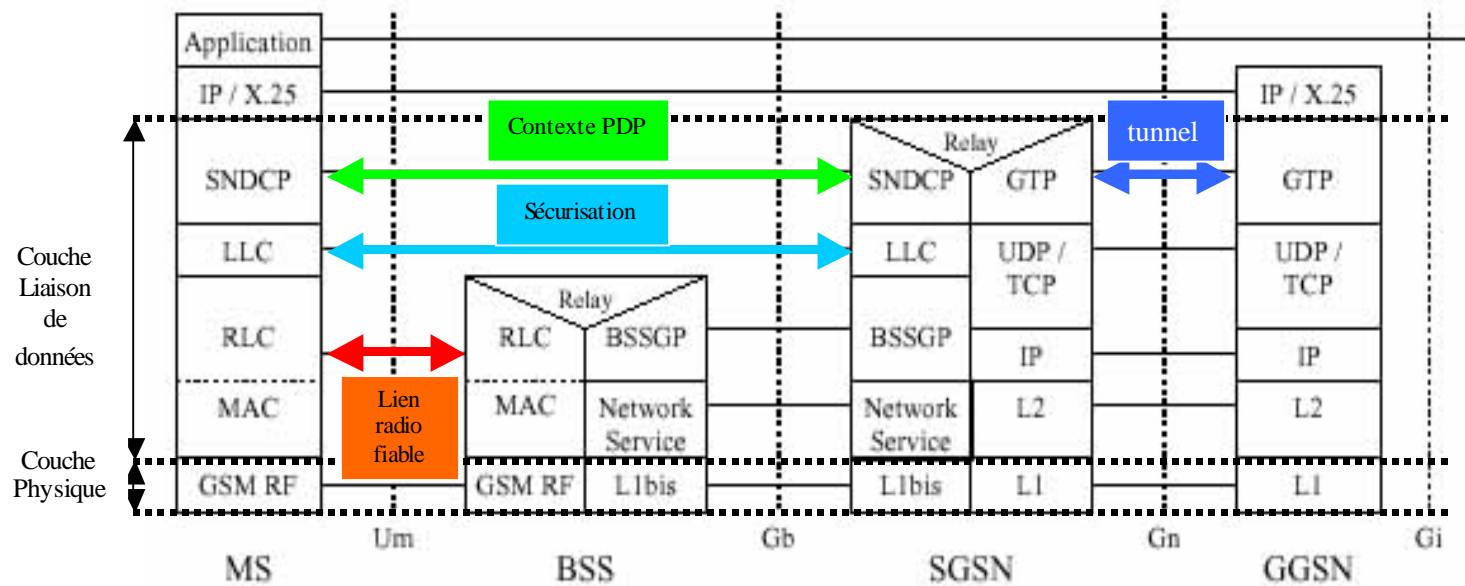 Application
IP / X.25
IP / X.25
Contexte PDP
Relay
tunnel
SNDCP
SNDCP
GTP
GTP
Sécurisation
Couche
Liaison
de
données
LLC
LLC
UDP /
TCP
UDP /
TCP
Relay
RLC
RLC
BSSGP
BSSGP
IP
IP
Lien
radio
fiable
MAC
MAC
Network
Service
Network
Service
L2
L2
Couche
Physique
GSM RF
GSM RF
L1bis
L1bis
L1
L1
Um
Gb
Gn
Gi
MS
BSS
SGSN
GGSN